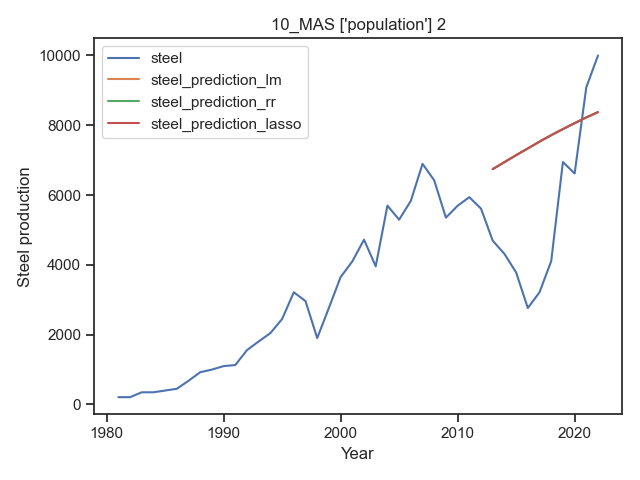 10_MAS ['population'] 2
steel
steel_prediction_lm
steel_prediction_rr
steel_prediction_lasso
Steel production
10000
8000
6000
4000
2000
0
1980
1990
2000
2010
2020
Year